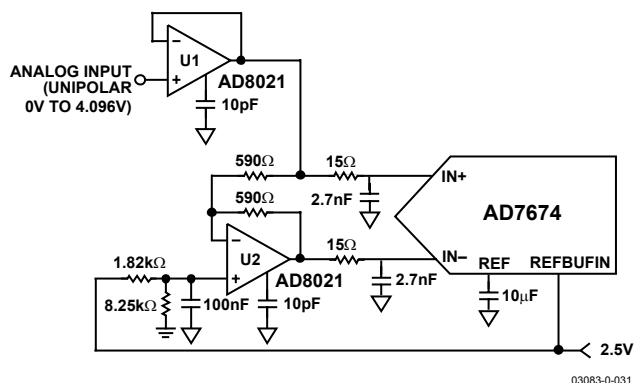 U1
ANALOG INPUT
(UNIPOLAR
0V TO 4.096V)
AD8021
10pF
590Ω
15Ω
IN+
590Ω
2.7nF
AD7674
15Ω
IN–
U2
1.82kΩ
AD8021
REF
REFBUFIN
8.25kΩ
100nF
10pF
2.7nF
10μF
2.5V
03083-0-031